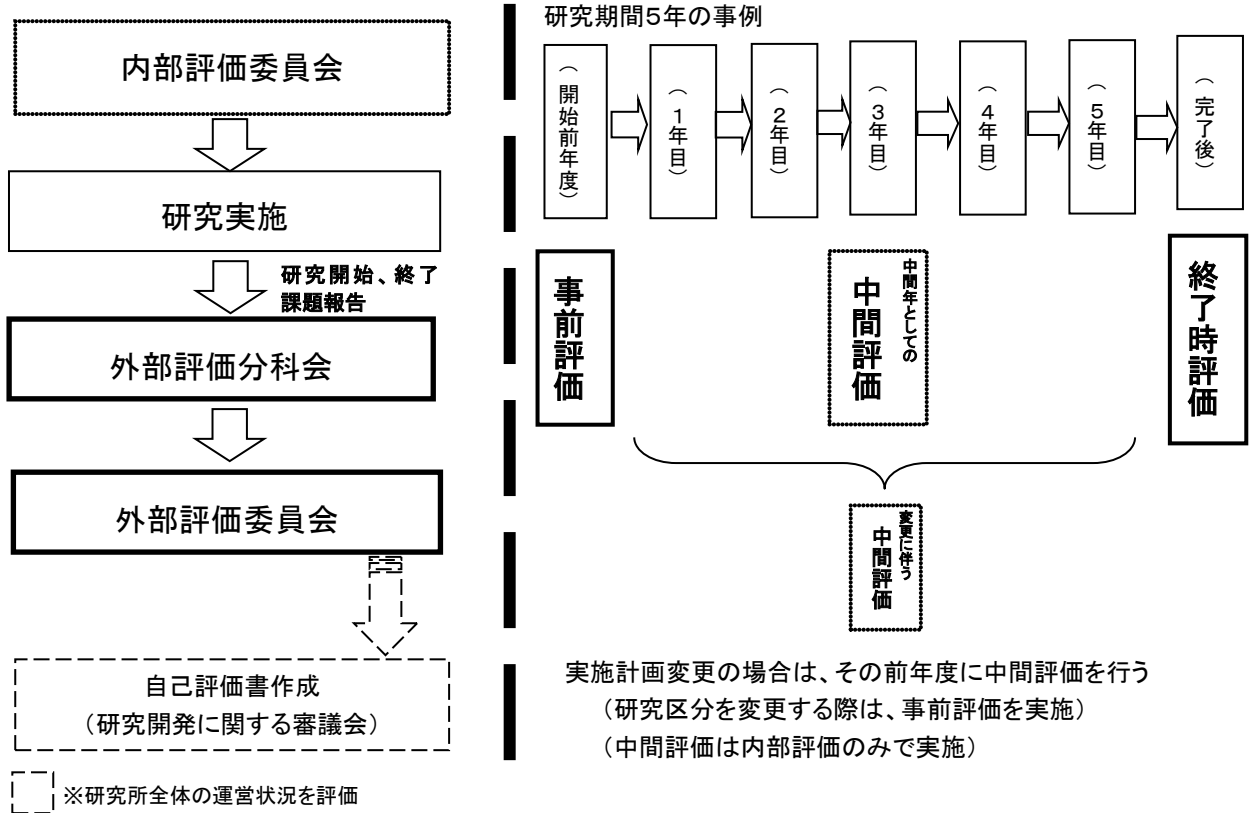 内部評価委員会
研究実施
研究開始、終了
課題報告
外部評価分科会
外部評価委員会
自己評価書作成
（研究開発に関する審議会）
※研究所全体の運営状況を評価
研究期間5年の事例
（開始前年度）
（1年目）
（2年目）
（3年目）
（4年目）
（5年目）
（完了後）
事前評価
中間年としての
中間評価
終了時評価
変更に伴う
中間評価
実施計画変更の場合は、その前年度に中間評価を行う
（研究区分を変更する際は、事前評価を実施）
（中間評価は内部評価のみで実施）